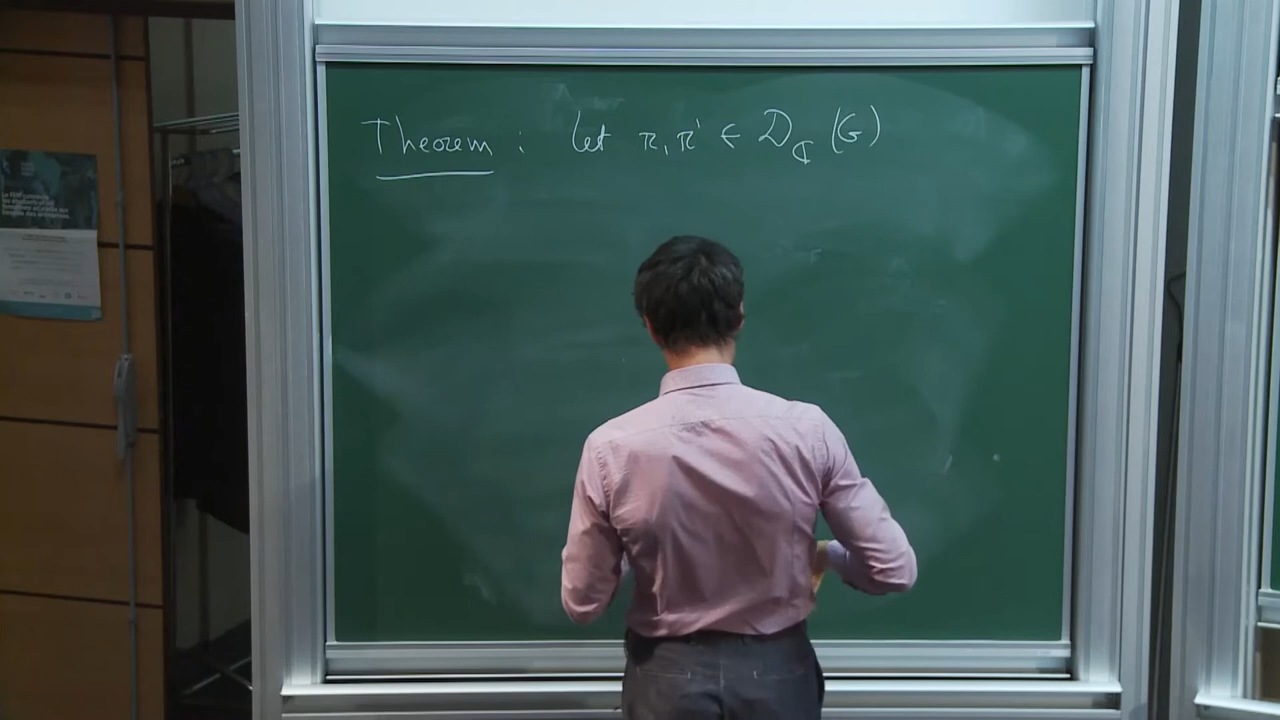 Theorem : let π, π' ∈ 𝒟_ℂ (G)